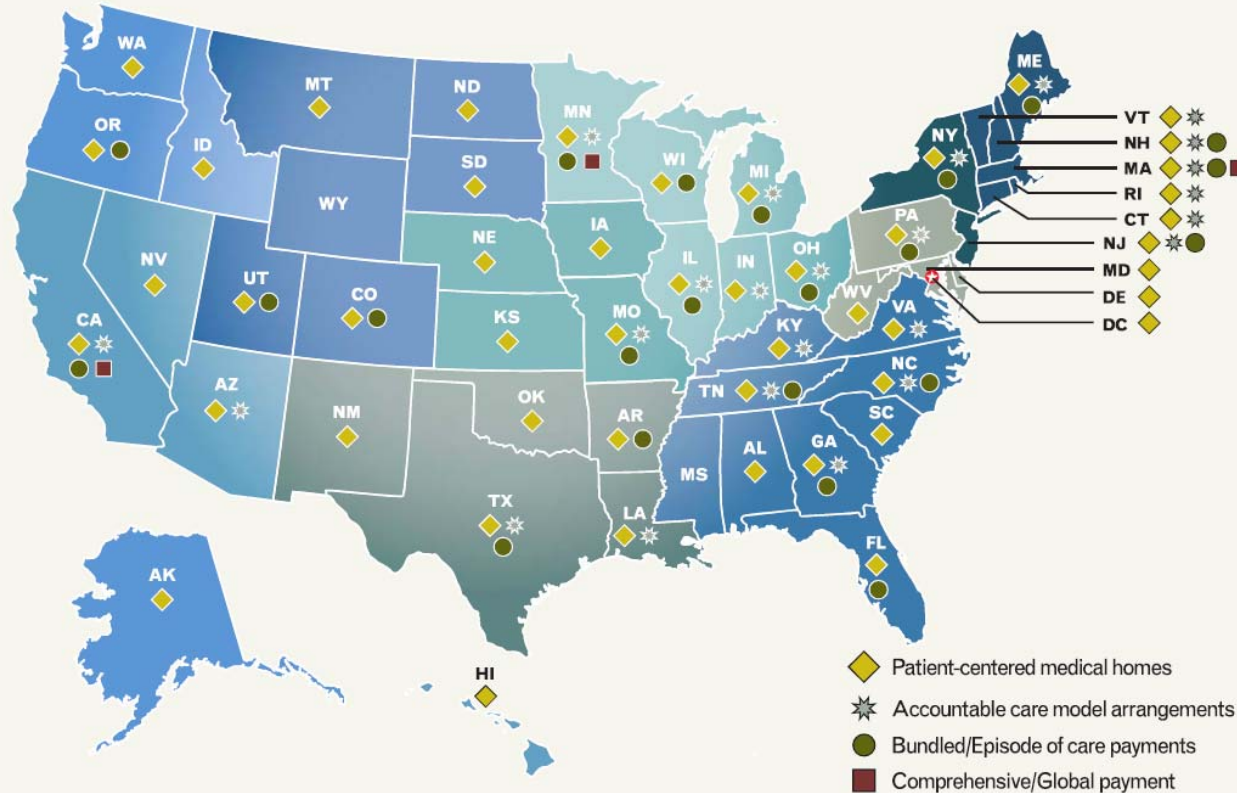 WA
MT
ND
MN
ME
OR
ID
SD
WI
MI
NY
VT
NH
MA
RI
CT
NJ
MD
DE
DC
WY
NV
UT
CO
NE
IA
IL
IN
OH
PA
WV
VA
CA
KS
MO
KY
AZ
NM
OK
AR
TN
NC
SC
MS
AL
GA
TX
LA
FL
AK
HI
Patient-centered medical homes
Accountable care model arrangements
Bundled/Episode of care payments
Comprehensive/Global payment